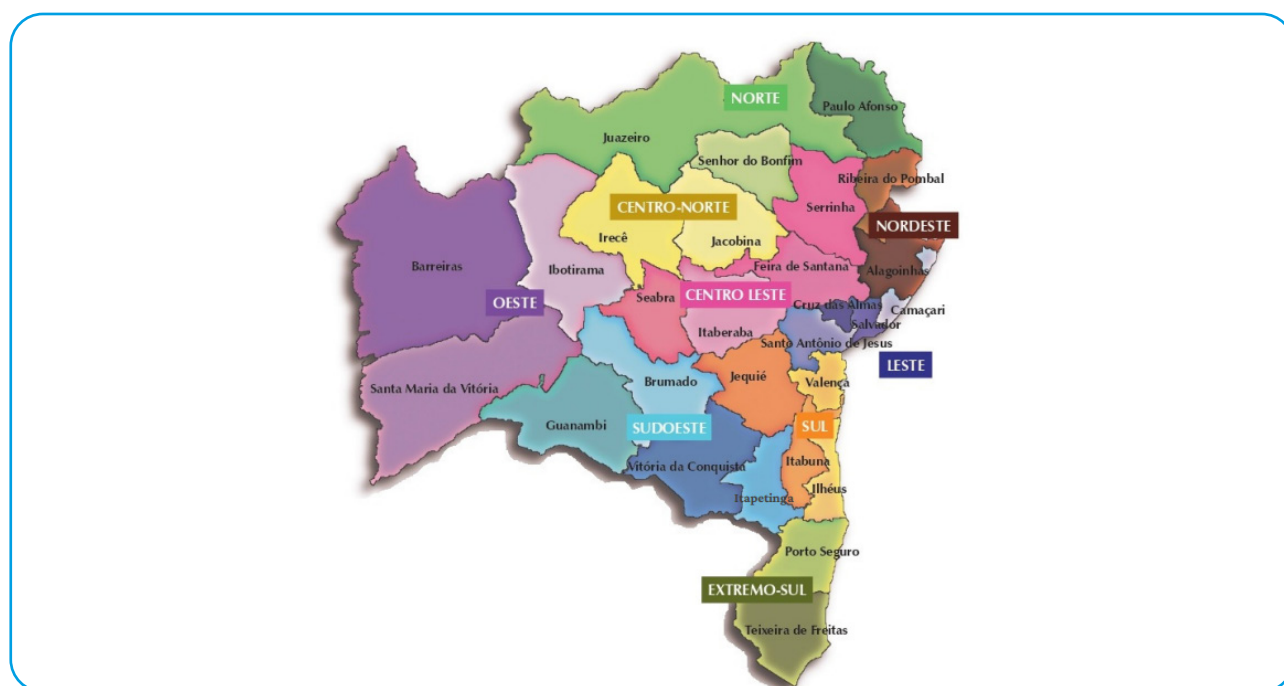 NORTE
Paulo Afonso
Juazeiro
Senhor do Bonfim
Ribeira do Pombal
CENTRO-NORTE
Serrinha
NORDESTE
Irecê
Jacobina
Barreiras
Ibotirama
Feira de Santana
Alagoinhas
OESTE
Seabra
CENTRO LESTE
Cruz das Almas
Camaçari
Salvador
Itaberaba
Santo Antônio de Jesus
LESTE
Santa Maria da Vitória
Brumado
Jequié
Valença
Guanambi
SUDOESTE
SUL
Vitória da Conquista
Itabuna
Itapetinga
Ilhéus
Porto Seguro
EXTREMO-SUL
Teixeira de Freitas